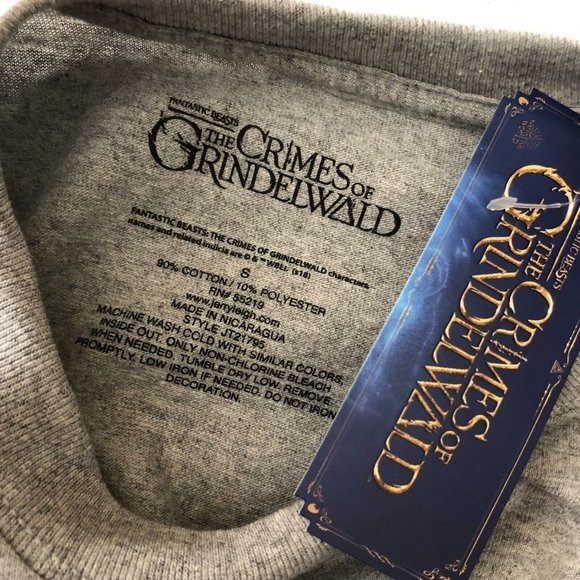 FANTASTIC BEASTS
THE CRIMES OF
GRINDELWALD
FANTASTIC BEASTS: THE CRIMES OF GRINDELWALD characters,
names and related indicia are © & ™ WBEI. (s18)
S
90% COTTON / 10% POLYESTER
RN# 55219
www.jerryleigh.com
MADE IN NICARAGUA
STYLE JP21795
MACHINE WASH COLD WITH SIMILAR COLORS,
INSIDE OUT, ONLY NON-CHLORINE BLEACH
WHEN NEEDED. TUMBLE DRY LOW. REMOVE
PROMPTLY, LOW IRON IF NEEDED. DO NOT IRON
DECORATION.
BEASTS
THE CRIMES OF
GRINDELWALD